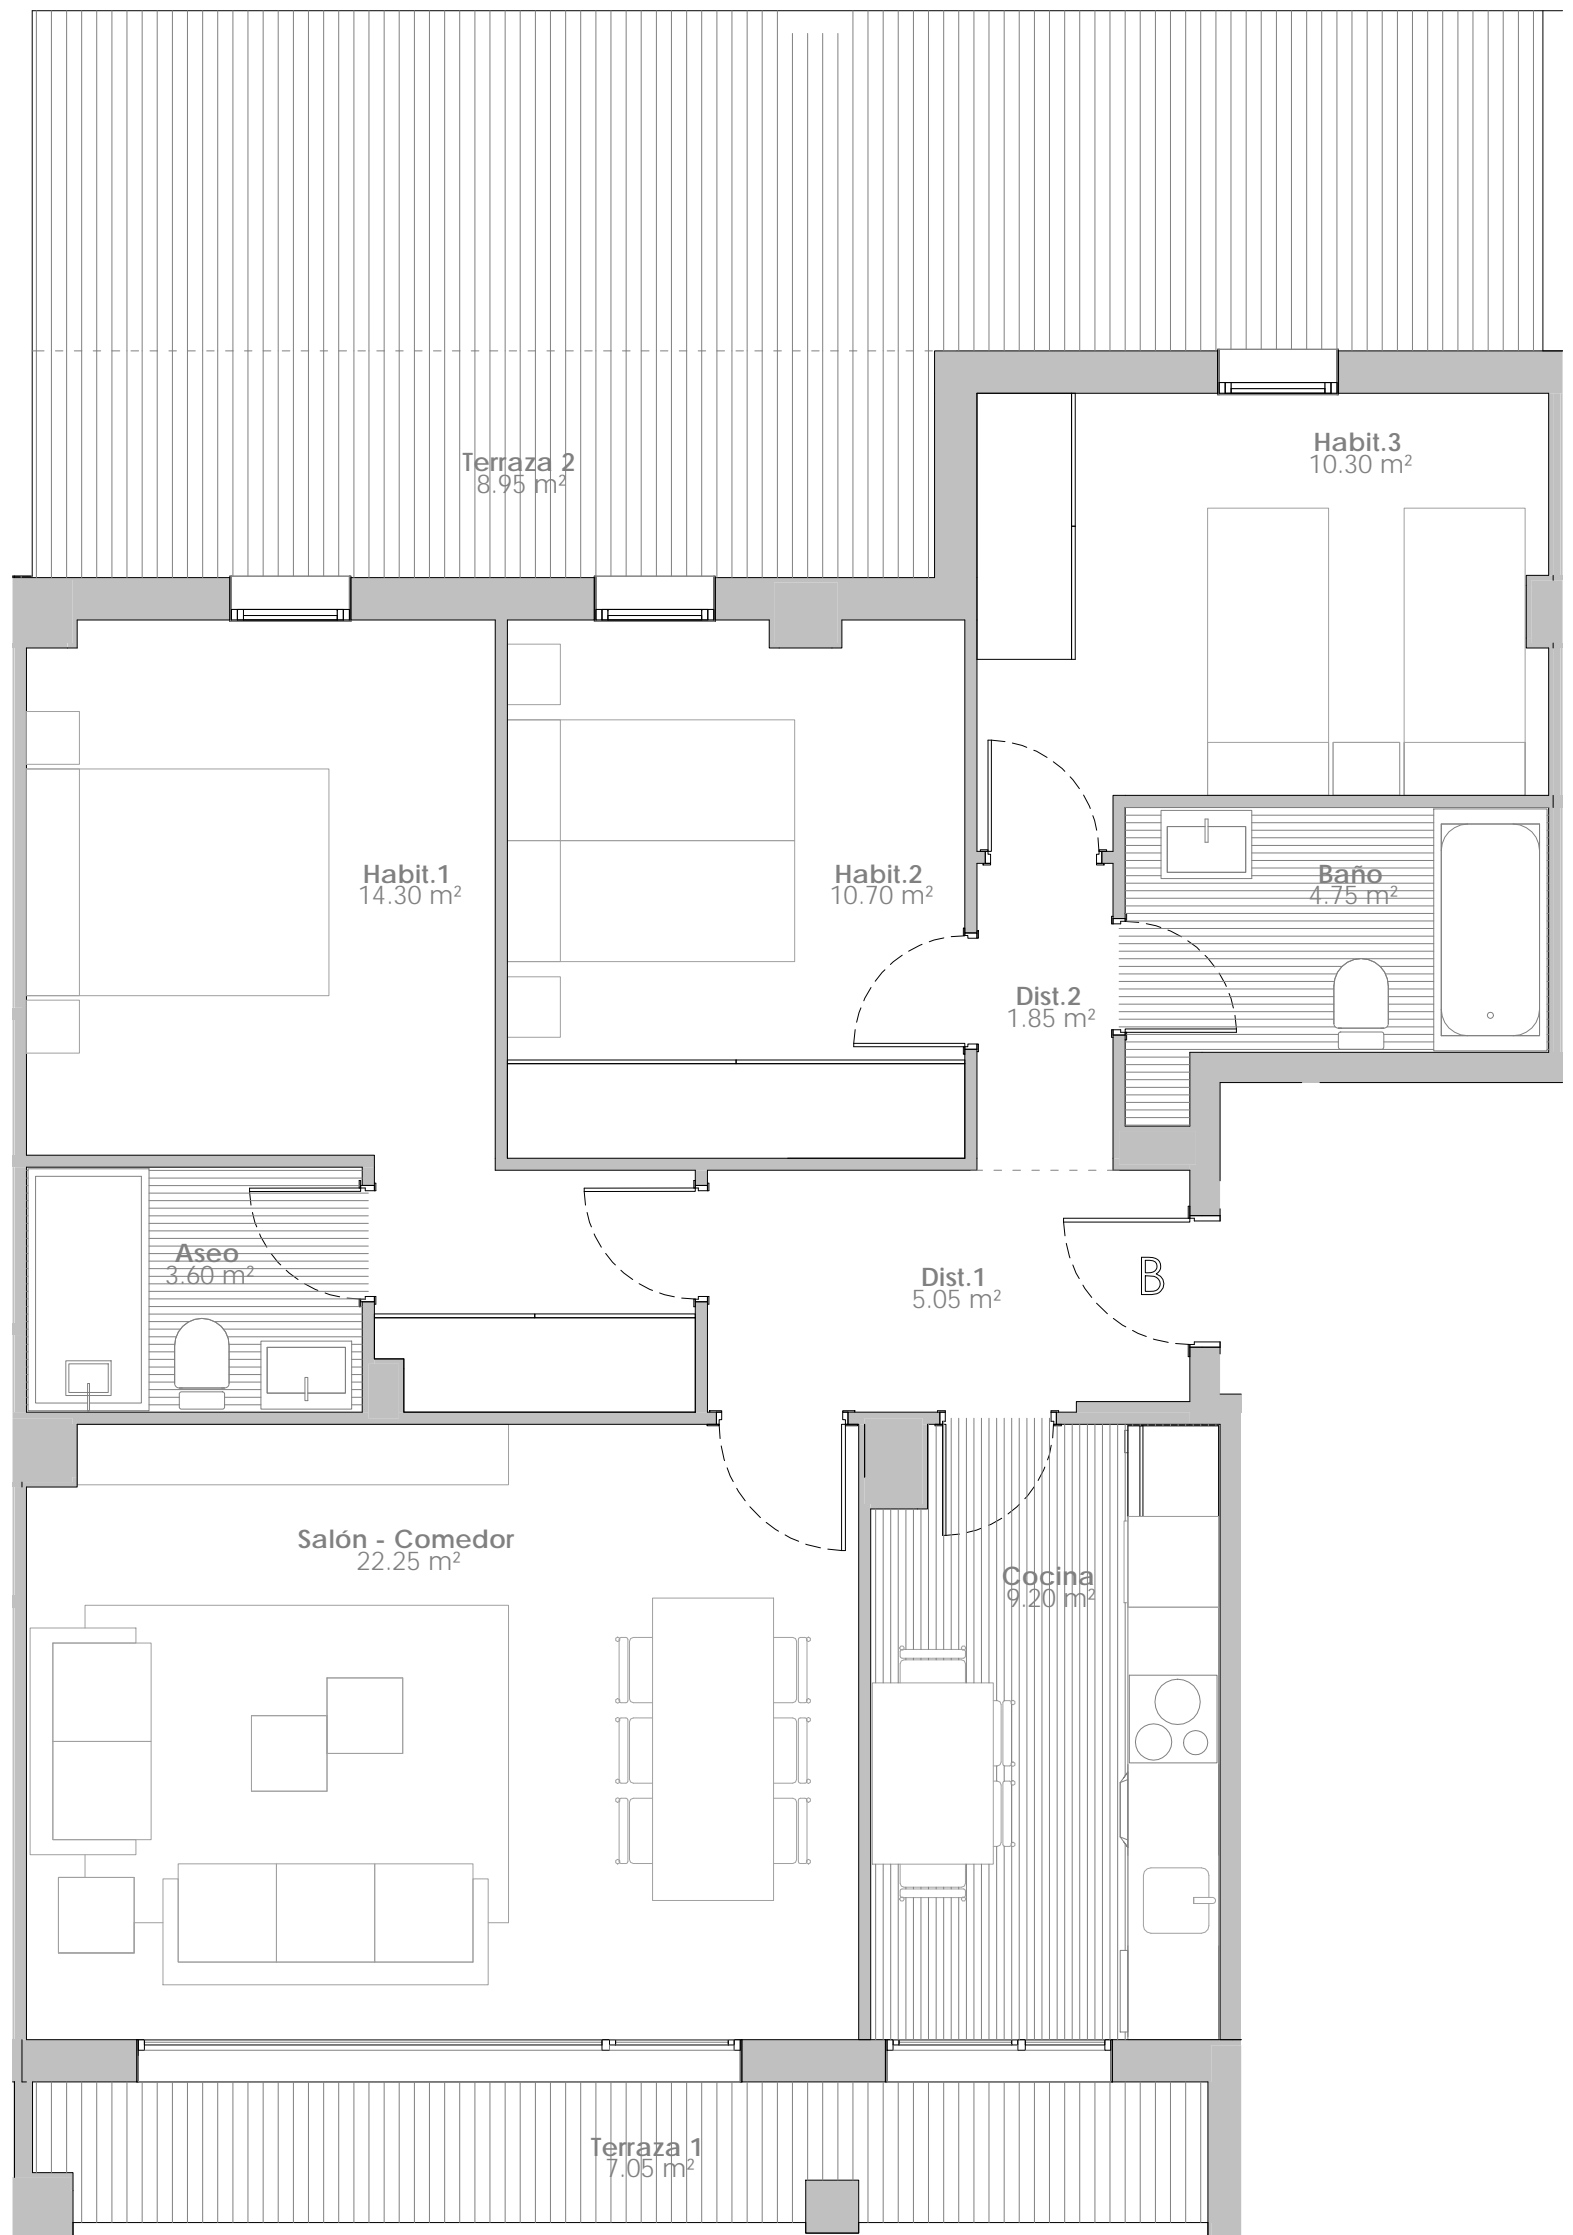 Habit.3
10.30 m²
Terraza 2
8.95 m²
Habit.1
14.30 m²
Habit.2
10.70 m²
Baño
4.75 m²
Dist.2
1.85 m²
Aseo
3.60 m²
Dist.1
5.05 m²
B
Salón - Comedor
22.25 m²
Cocina
9.20 m²
Terraza 1
7.05 m²